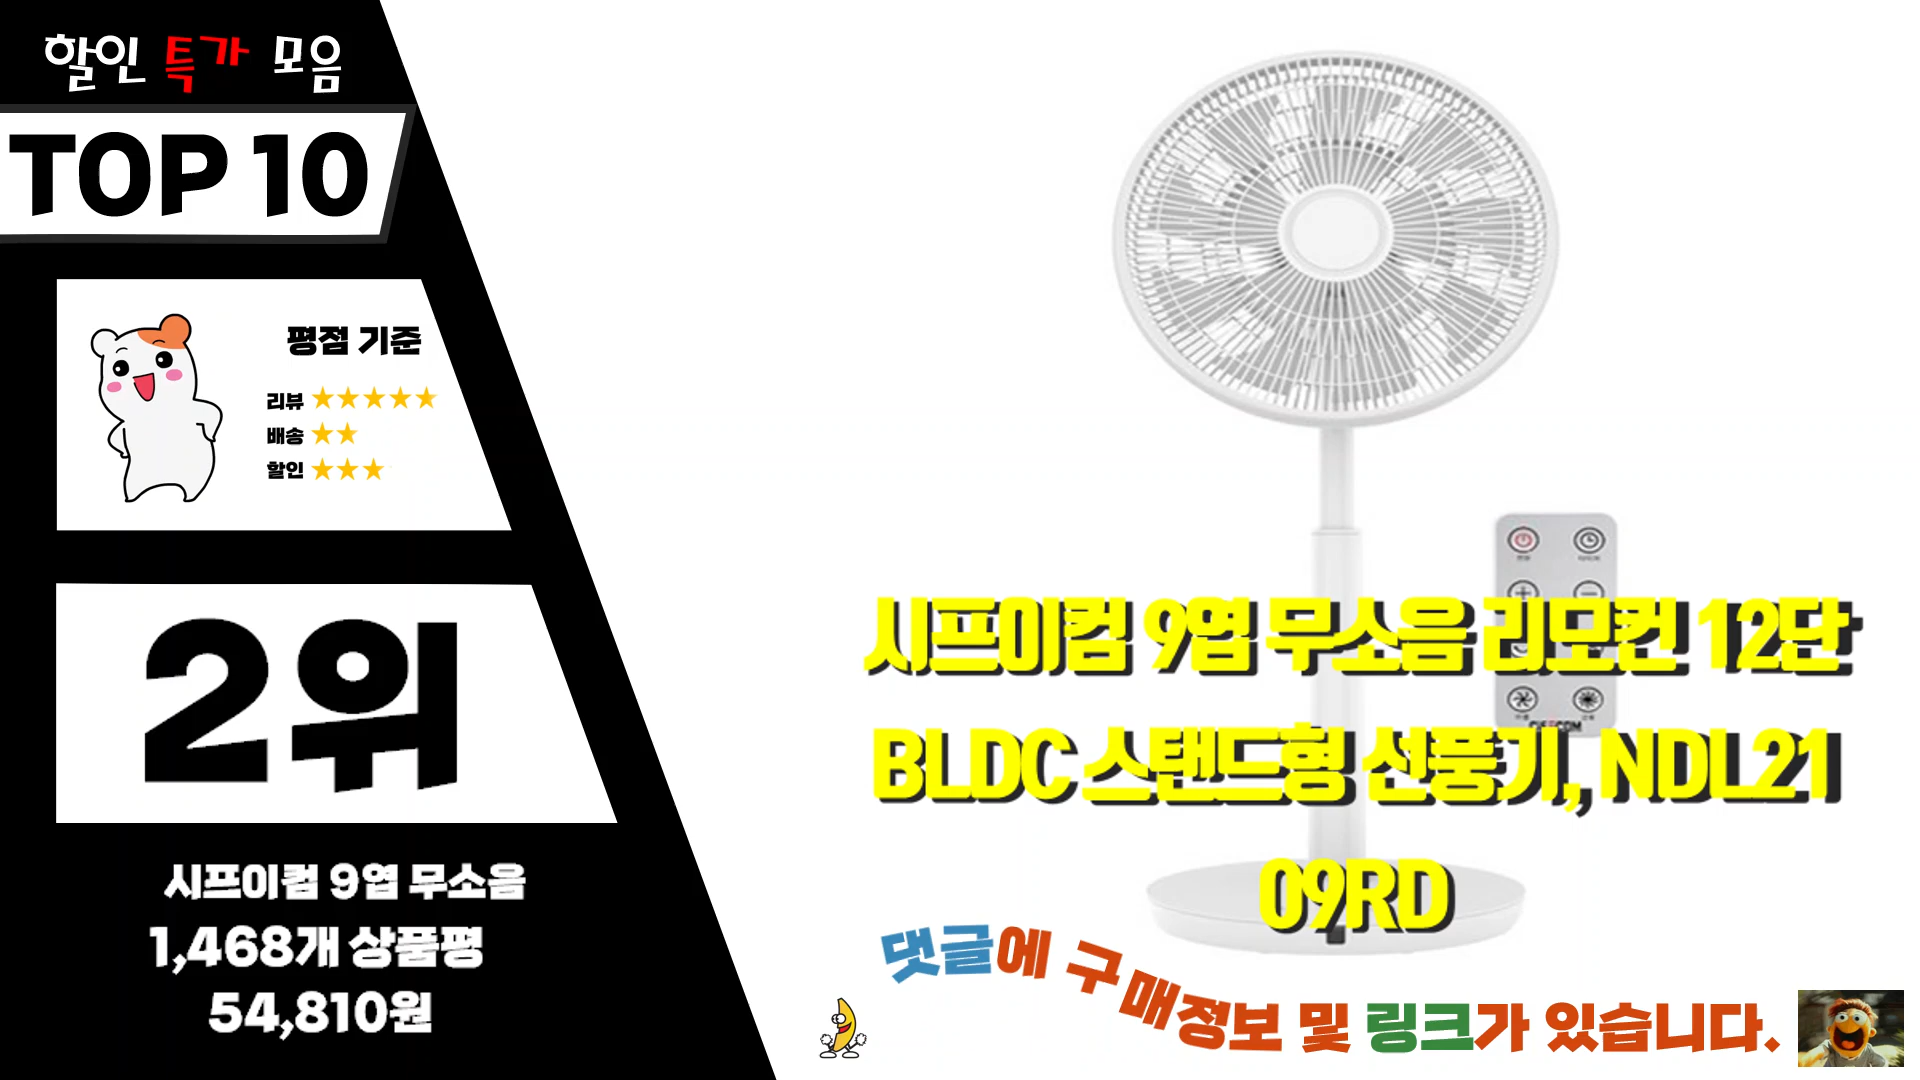 할인 특가 모음
TOP 10
평점 기준
리뷰 ★★★★★
배송 ★★
할인 ★★★
2위
시프이컴 9엽 무소음
1,468개 상품평
54,810원
시프이컴 9엽 무소음 리모컨 12단
BLDC 스탠드형 선풍기, NDL21
09RD
댓글에 구매정보 및 링크가 있습니다.